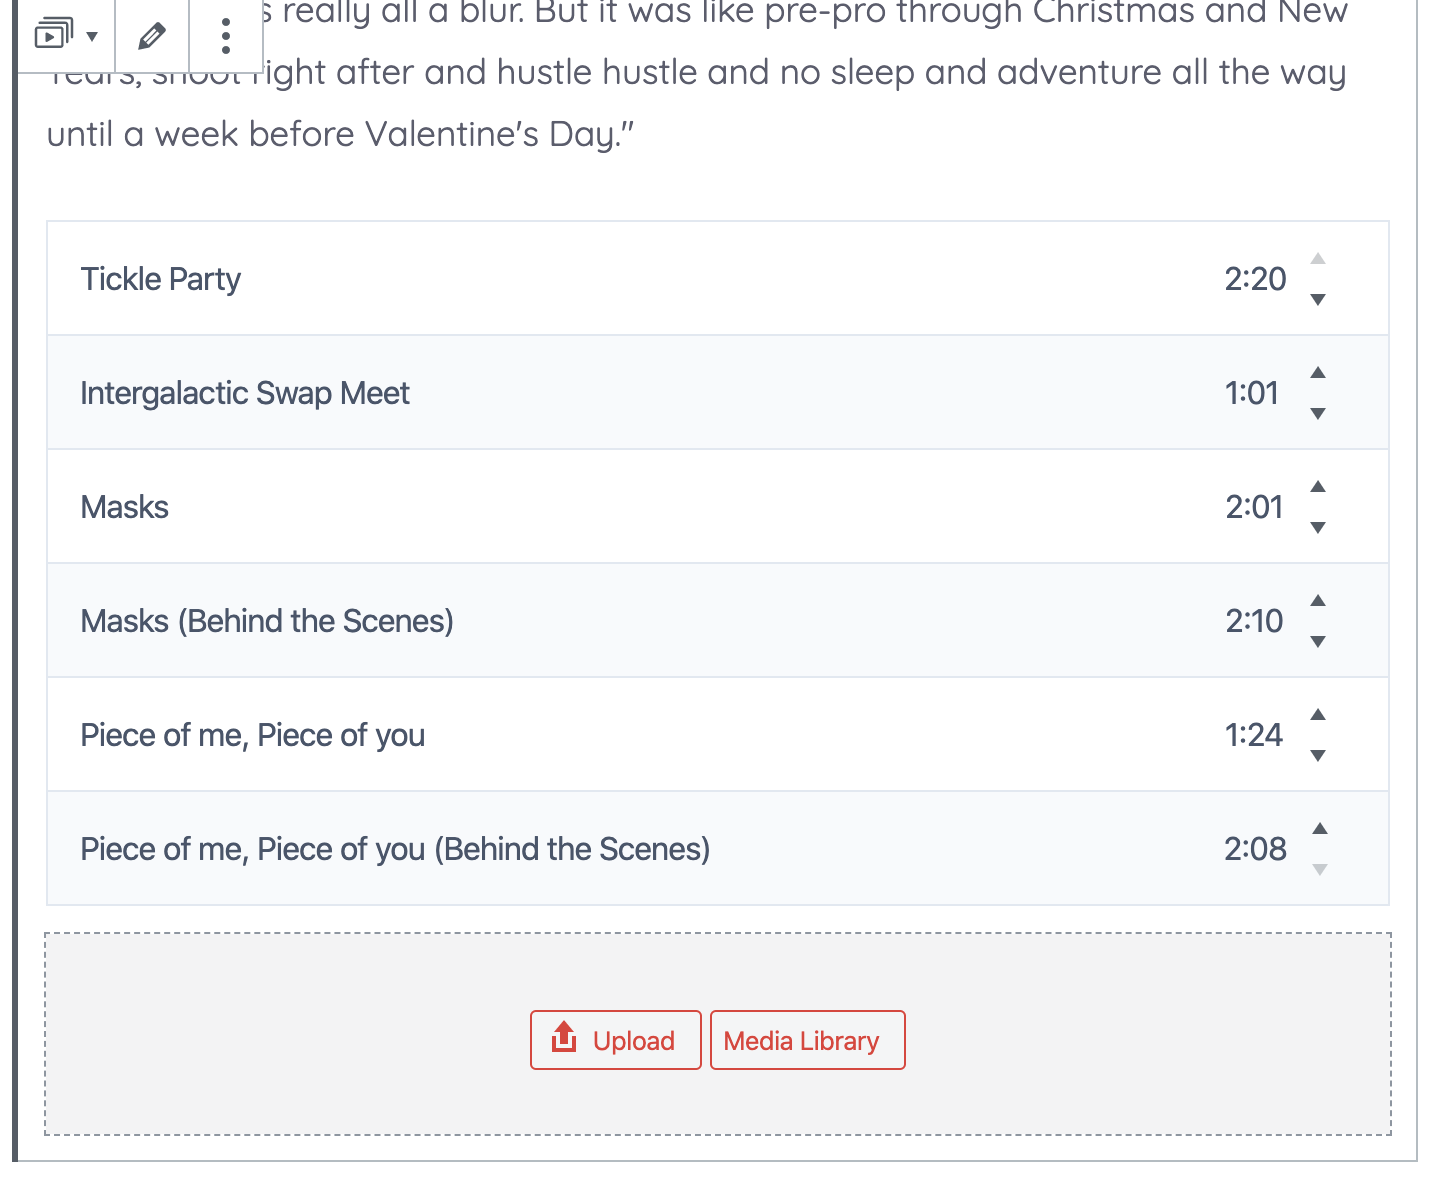 s really all a blur. But it was like pre-pro through Christmas and New
Years, shoot right after and hustle hustle and no sleep and adventure all the way
until a week before Valentine's Day."
Tickle Party 2:20
Intergalactic Swap Meet 1:01
Masks 2:01
Masks (Behind the Scenes) 2:10
Piece of me, Piece of you 1:24
Piece of me, Piece of you (Behind the Scenes) 2:08
Upload Media Library